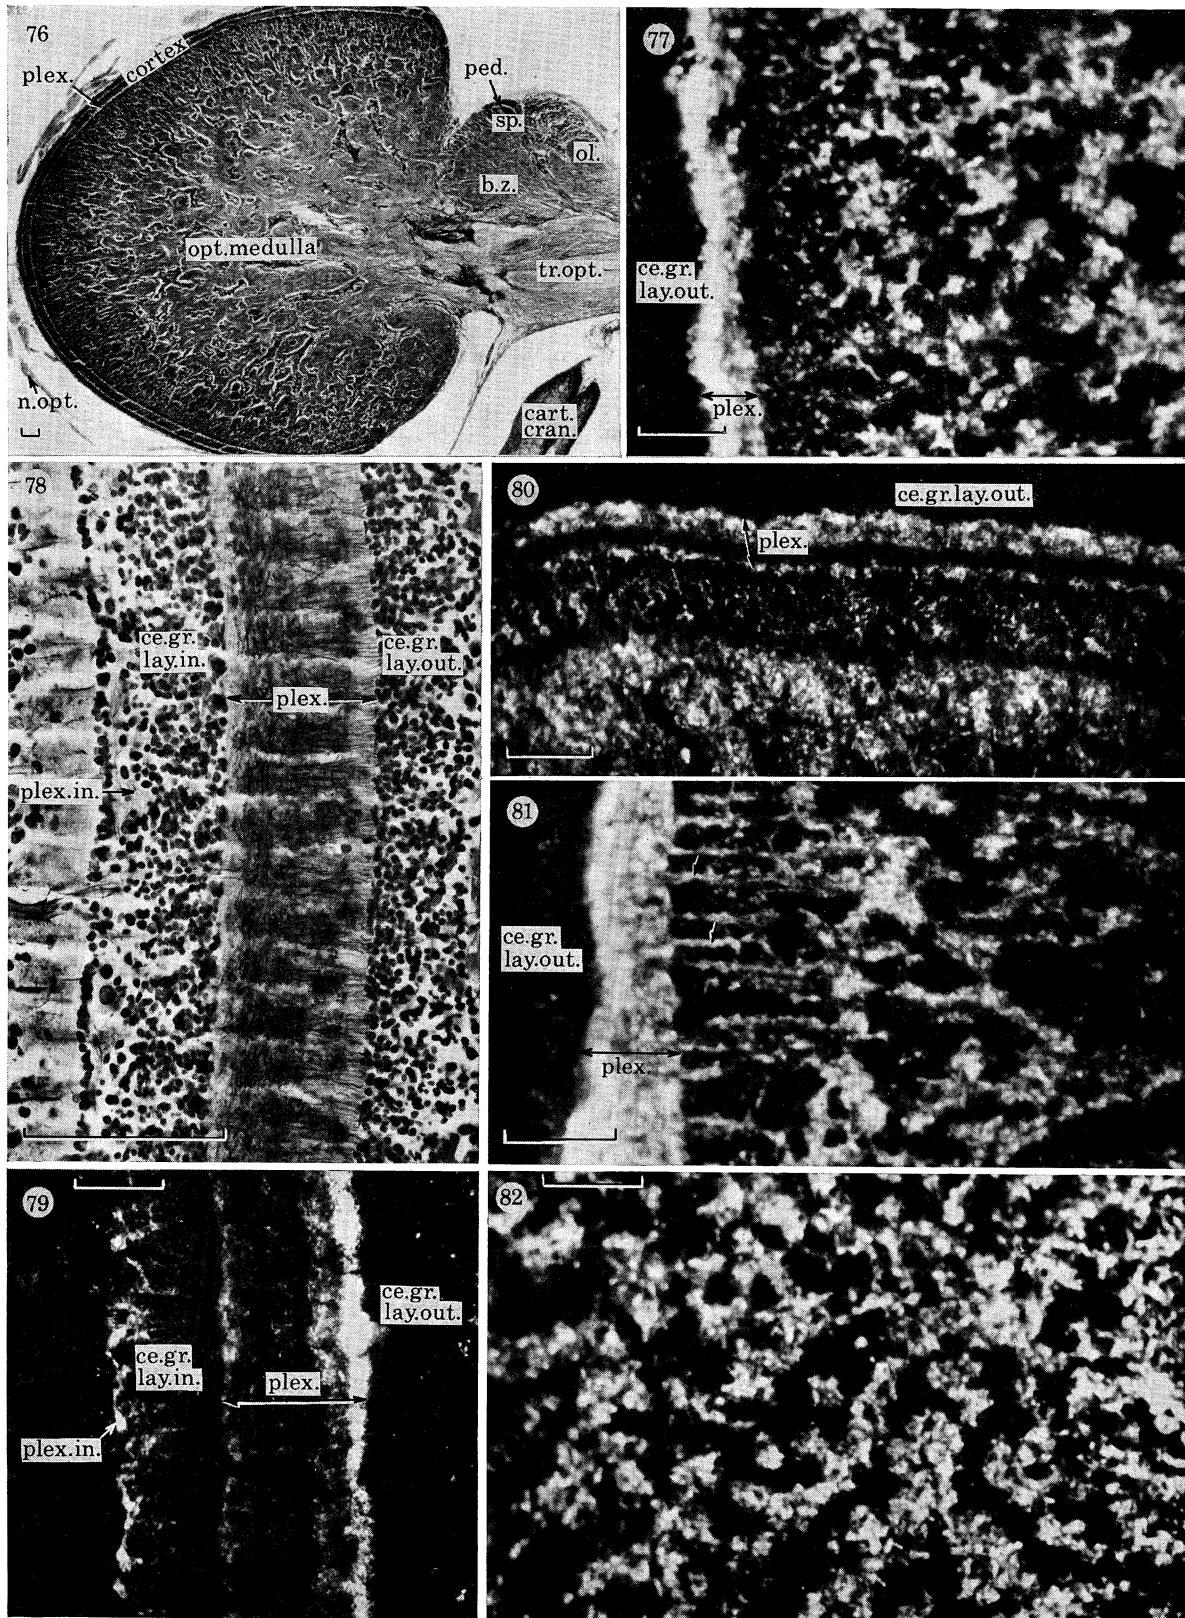 76
plex.
cortex
ped.
sp.
ol.
b.z.
opt.medulla
tr.opt.
n.opt.
cart.
cran.
77
ce.gr.
lay.out.
plex.
78
ce.gr.
lay.in.
ce.gr.
lay.out.
plex.
plex.in.
80
ce.gr.lay.out.
plex.
81
ce.gr.
lay.out.
plex.
79
ce.gr.
lay.out.
ce.gr.
lay.in.
plex.
plex.in.
82